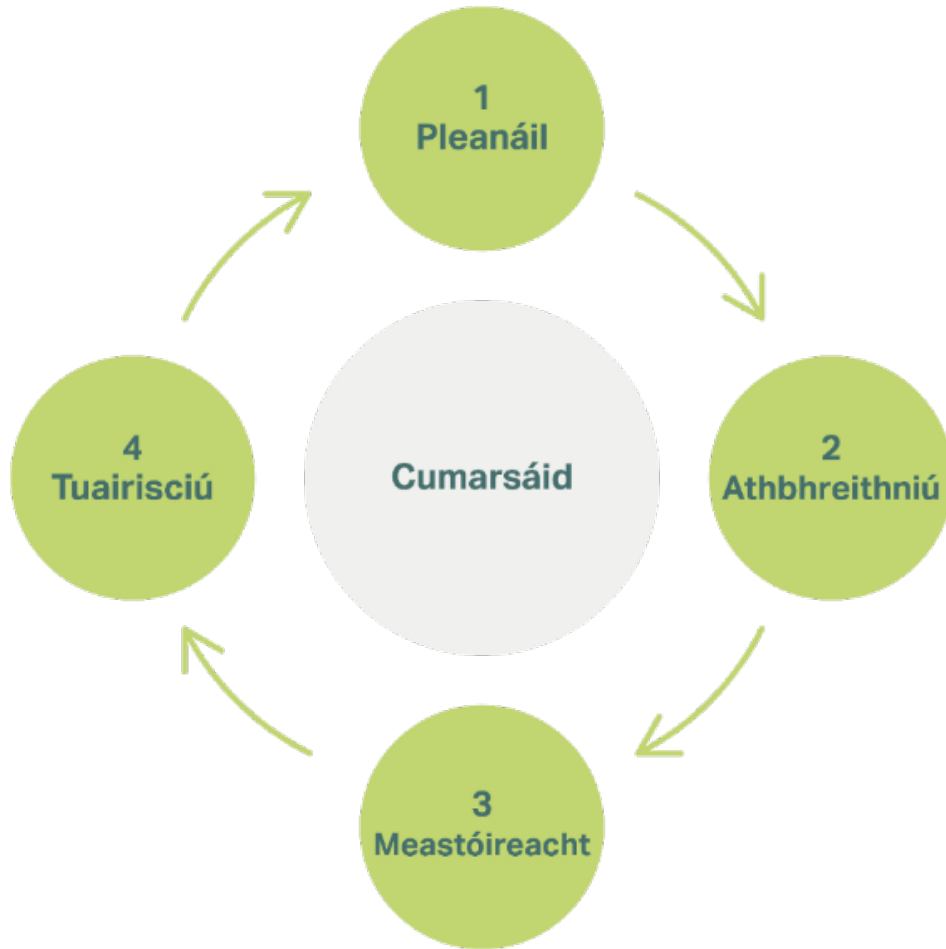 1
Pleanáil
2
Athbhreithniú
3
Meastóireacht
4
Tuairisciú
Cumarsáid